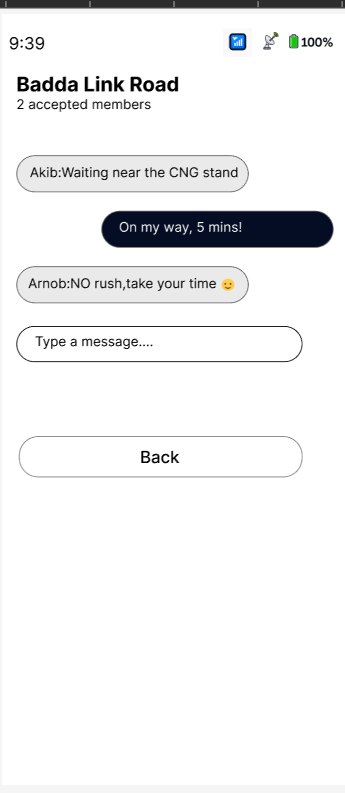 9:39
100%
Badda Link Road
2 accepted members
Akib:Waiting near the CNG stand
On my way, 5 mins!
Arnob:NO rush,take your time 🙂
Type a message....
Back